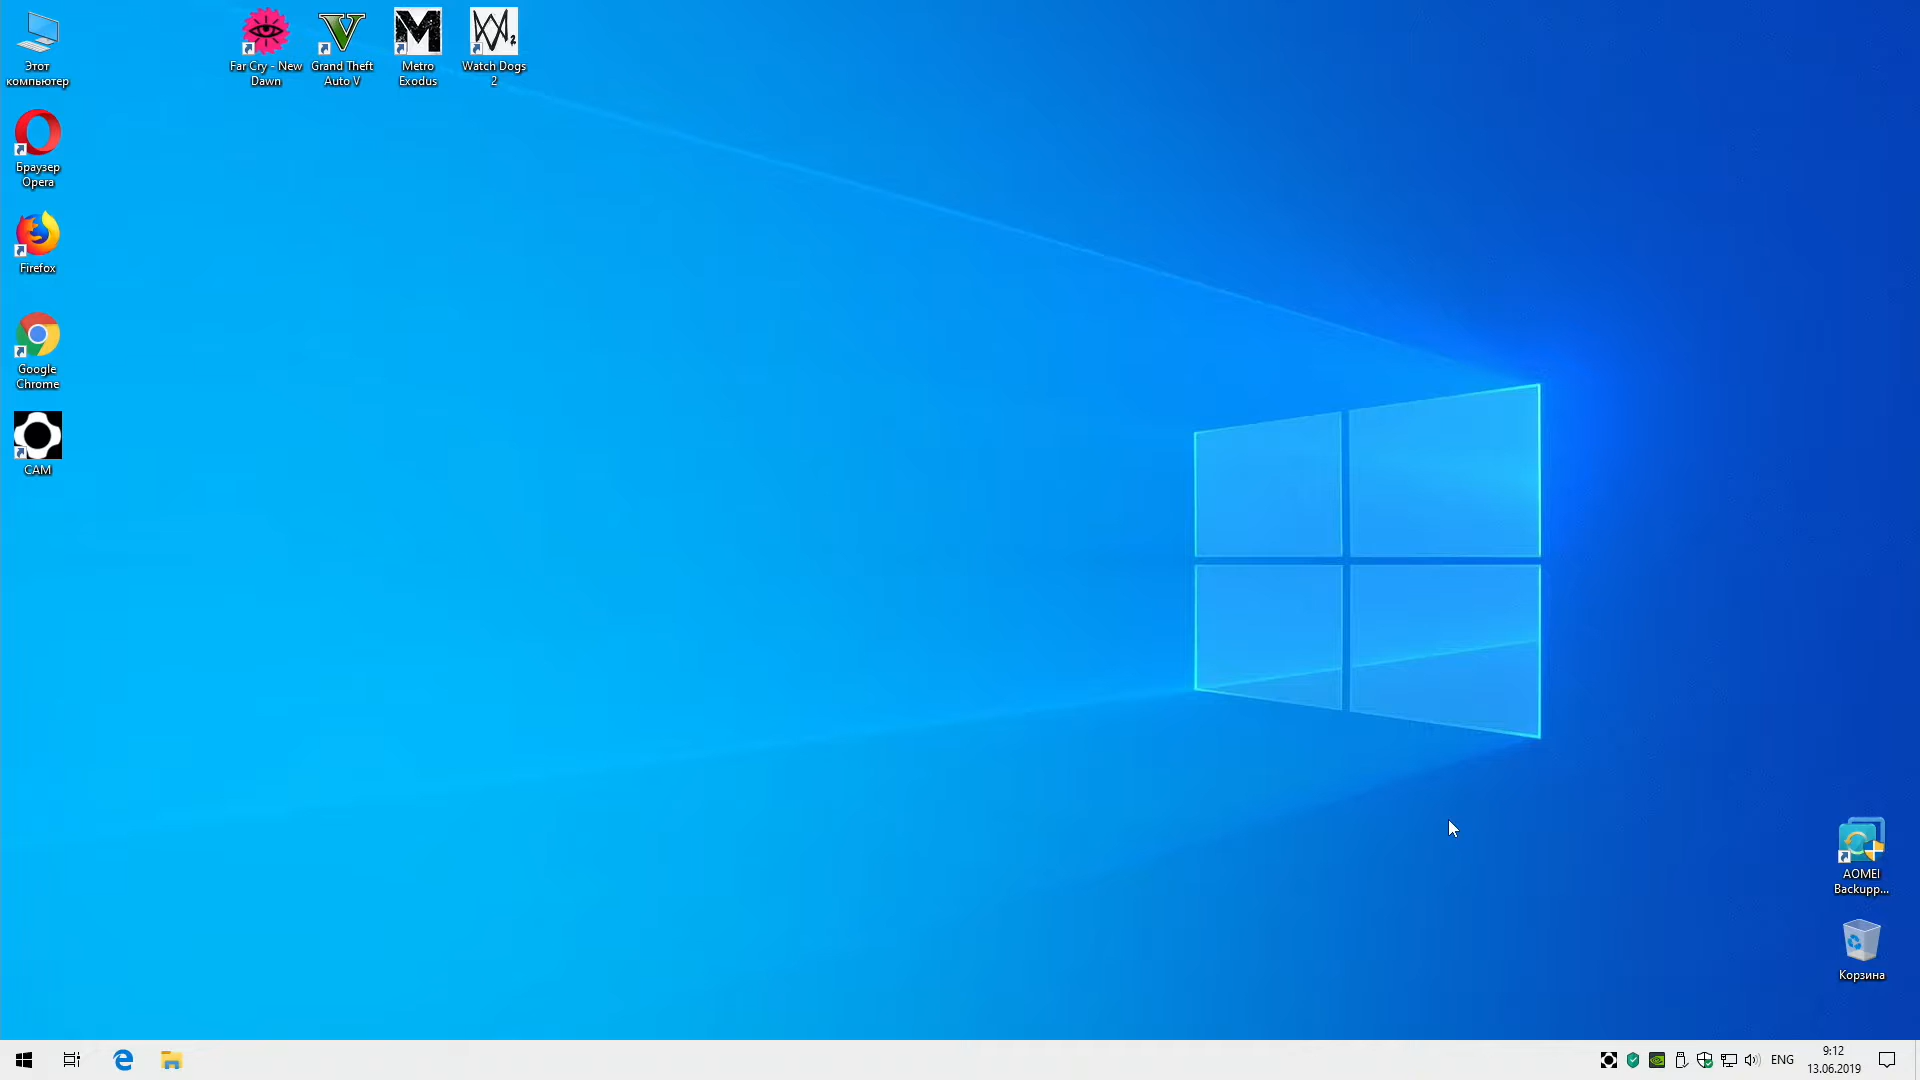 Этот
компьютер
Far Cry - New
Dawn
Grand Theft
Auto V
Metro
Exodus
Watch Dogs
2
Браузер
Opera
Firefox
Google
Chrome
CAM
AOMEI
Backupp...
Корзина
ENG
9:12
13.06.2019